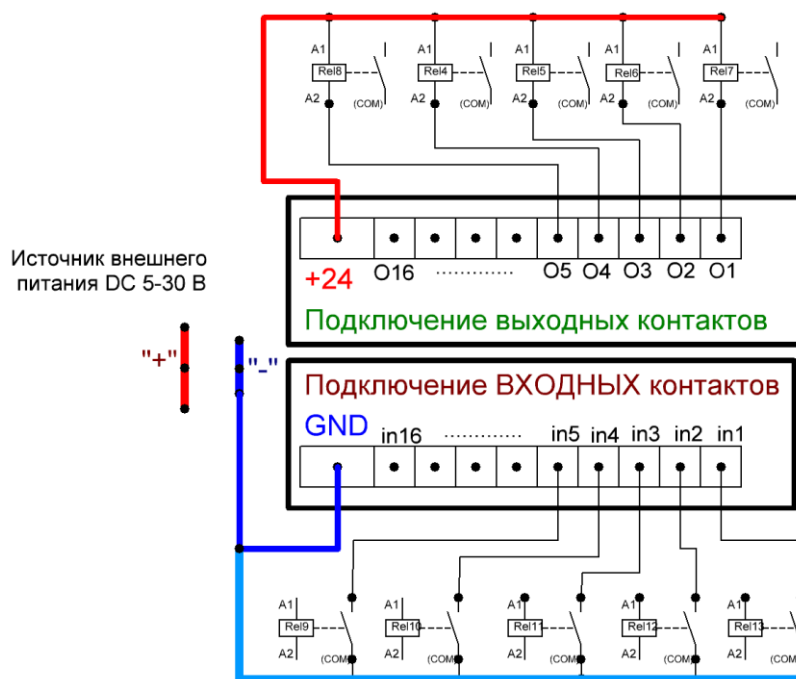 A1 A1 A1 A1 A1
Rel8 Rel4 Rel5 Rel6 Rel7
A2 (COM) A2 (COM) A2 (COM) A2 (COM) A2 (COM)
Источник внешнего
питания DC 5-30 В
"+" "-"
+24 O16 ................ O5 O4 O3 O2 O1
Подключение выходных контактов
Подключение ВХОДНЫХ контактов
GND in16 ................ in5 in4 in3 in2 in1
A1 A1 A1 A1 A1
Rel9 Rel10 Rel11 Rel12 Rel13
A2 (COM) A2 (COM) A2 (COM) A2 (COM) A2 (COM)